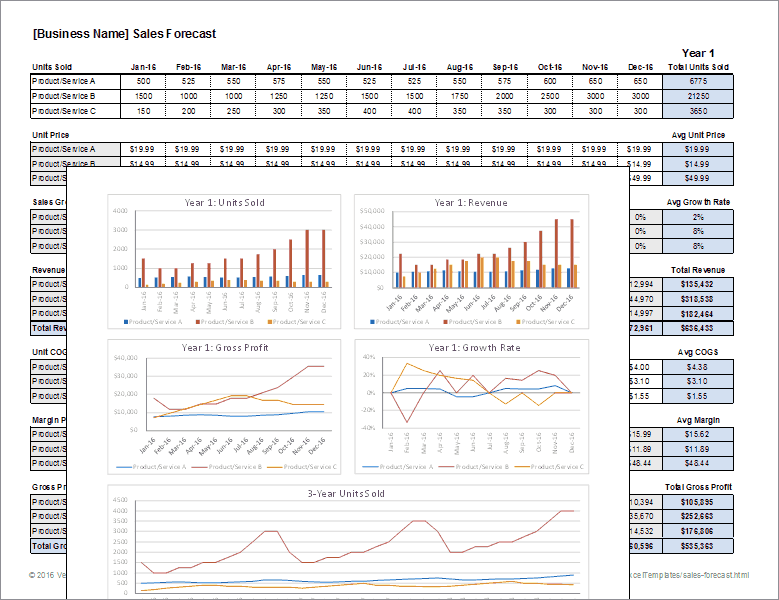 [Business Name] Sales Forecast
Year 1
Units Sold Jan-16 Feb-16 Mar-16 Apr-16 May-16 Jun-16 Jul-16 Aug-16 Sep-16 Oct-16 Nov-16 Dec-16 Total Units Sold
Product/Service A 500 525 550 575 550 525 525 550 575 600 650 650 6775
Product/Service B 1500 1000 1000 1250 1250 1500 1500 1750 2000 2500 3000 3000 21250
Product/Service C 150 200 250 300 350 400 400 350 350 300 300 300 3650
Unit Price Avg Unit Price
Product/Service A $19.99 $19.99 $19.99 $19.99 $19.99 $19.99 $19.99 $19.99 $19.99 $19.99 $19.99 $19.99 $19.99
Product/Service B $14.99 $14.99 $14.99 $14.99 $14.99 $14.99 $14.99 $14.99 $14.99 $14.99 $14.99 $14.99 $14.99
Product/S $49.99 $49.99
Sales Gr Avg Growth Rate
Product/S 0% 2%
Product/S 0% 8%
Product/S 0% 8%
Revenue Total Revenue
Product/S 12,994 $135,432
Product/S 44,970 $318,538
Product/S 14,997 $182,464
Total Rev 72,961 $636,433
Unit COG Avg COGS
Product/S $4.00 $4.38
Product/S $3.10 $3.10
Product/S $1.55 $1.55
Margin P Avg Margin
Product/S $15.99 $15.62
Product/S $11.89 $11.89
Product/S $48.44 $48.44
Gross Pr Total Gross Profit
Product/S 10,394 $105,895
Product/S 35,670 $252,663
Product/S 14,532 $176,806
Total Gro 60,596 $535,363
© 2016 Ve xcelTemplates/sales-forecast.html
Year 1: Units Sold
4000
3000
2000
1000
0
Jan-16 Feb-16 Mar-16 Apr-16 May-16 Jun-16 Jul-16 Aug-16 Sep-16 Oct-16 Nov-16 Dec-16
Product/Service A Product/Service B Product/Service C
Year 1: Revenue
$50,000
$40,000
$30,000
$20,000
$10,000
$0
Jan-16 Feb-16 Mar-16 Apr-16 May-16 Jun-16 Jul-16 Aug-16 Sep-16 Oct-16 Nov-16 Dec-16
Product/Service A Product/Service B Product/Service C
Year 1: Gross Profit
$40,000
$30,000
$20,000
$10,000
$0
Jan-16 Feb-16 Mar-16 Apr-16 May-16 Jun-16 Jul-16 Aug-16 Sep-16 Oct-16 Nov-16 Dec-16
Product/Service A Product/Service B Product/Service C
Year 1: Growth Rate
40%
20%
0%
-20%
-40%
Jan-16 Feb-16 Mar-16 Apr-16 May-16 Jun-16 Jul-16 Aug-16 Sep-16 Oct-16 Nov-16 Dec-16
Product/Service A Product/Service B Product/Service C
3-Year Units Sold
4500
4000
3500
3000
2500
2000
1500
1000
500
0